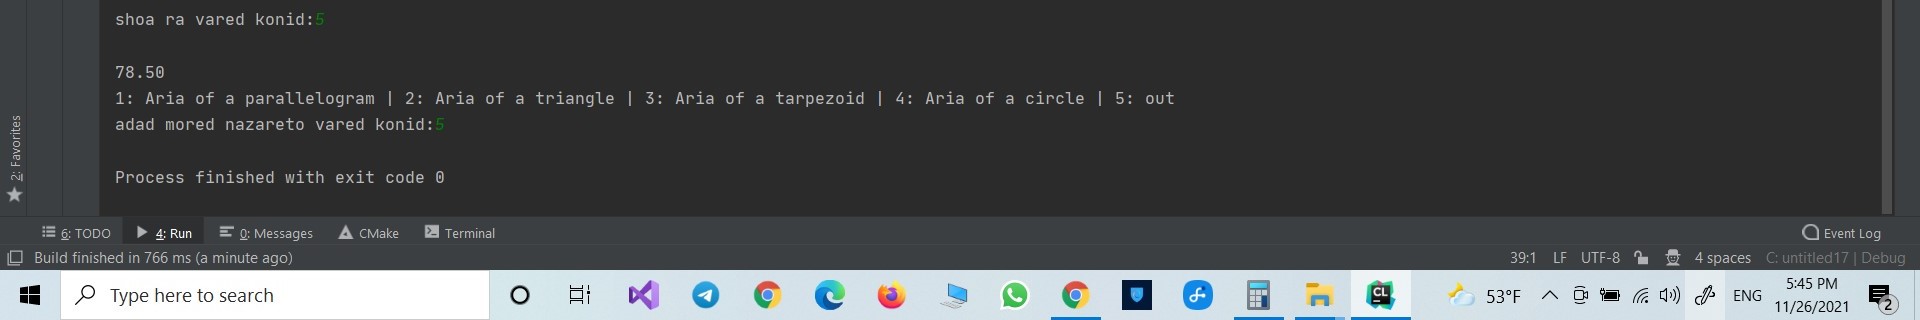 shoa ra vared konid:5
78.50
1: Aria of a parallelogram | 2: Aria of a triangle | 3: Aria of a tarpezoid | 4: Aria of a circle | 5: out
adad mored nazareto vared konid:5
Process finished with exit code 0
2: Favorites
6: TODO 4: Run 0: Messages CMake Terminal Event Log
Build finished in 766 ms (a minute ago) 39:1 LF UTF-8 4 spaces C: untitled17 | Debug
Type here to search CL 53°F ENG 5:45 PM
11/26/2021 2